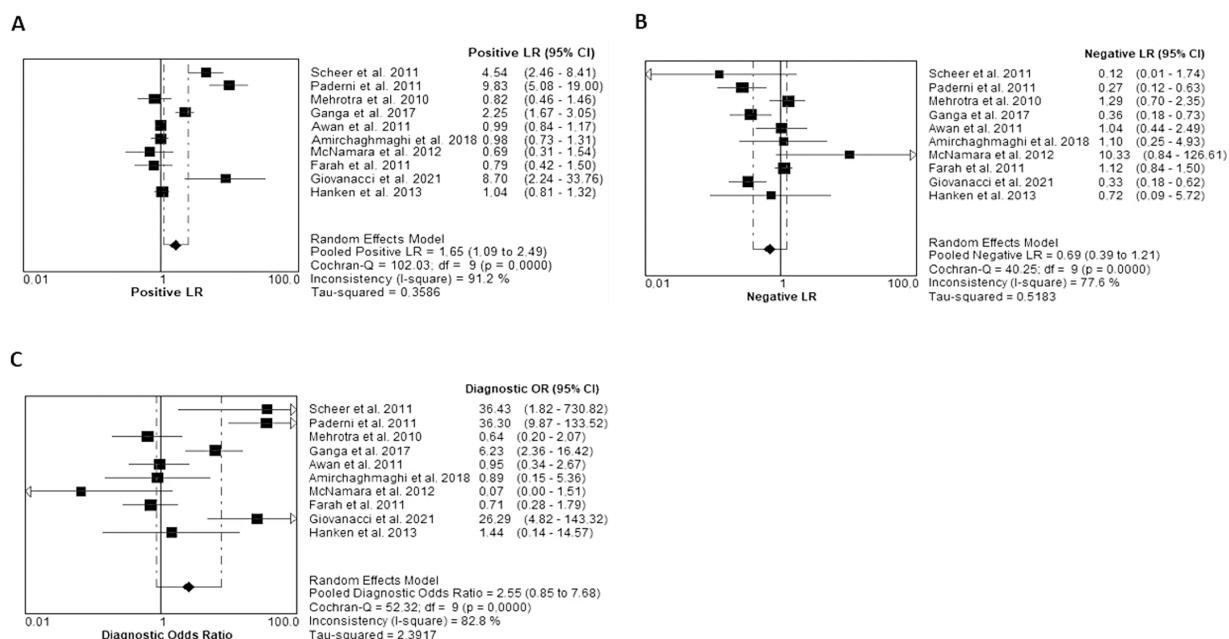 A
Positive LR (95% CI)
Scheer et al. 2011 4.54 (2.46 - 8.41)
Paderni et al. 2011 9.83 (5.08 - 19.00)
Mehrotra et al. 2010 0.82 (0.46 - 1.46)
Ganga et al. 2017 2.25 (1.67 - 3.05)
Awan et al. 2011 0.99 (0.84 - 1.17)
Amirchaghmaghi et al. 2018 0.98 (0.73 - 1.31)
McNamara et al. 2012 0.69 (0.31 - 1.54)
Farah et al. 2011 0.79 (0.42 - 1.50)
Giovanacci et al. 2021 8.70 (2.24 - 33.76)
Hanken et al. 2013 1.04 (0.81 - 1.32)
Random Effects Model
Pooled Positive LR = 1.65 (1.09 to 2.49)
Cochran-Q = 102.03; df = 9 (p = 0.0000)
Inconsistency (I-square) = 91.2 %
Tau-squared = 0.3586
0.01 1 100.0
Positive LR
B
Negative LR (95% CI)
Scheer et al. 2011 0.12 (0.01 - 1.74)
Paderni et al. 2011 0.27 (0.12 - 0.63)
Mehrotra et al. 2010 1.29 (0.70 - 2.35)
Ganga et al. 2017 0.36 (0.18 - 0.73)
Awan et al. 2011 1.04 (0.44 - 2.49)
Amirchaghmaghi et al. 2018 1.10 (0.25 - 4.93)
McNamara et al. 2012 10.33 (0.84 - 126.61)
Farah et al. 2011 1.12 (0.84 - 1.50)
Giovanacci et al. 2021 0.33 (0.18 - 0.62)
Hanken et al. 2013 0.72 (0.09 - 5.72)
Random Effects Model
Pooled Negative LR = 0.69 (0.39 to 1.21)
Cochran-Q = 40.25; df = 9 (p = 0.0000)
Inconsistency (I-square) = 77.6 %
Tau-squared = 0.5183
0.01 1 100.0
Negative LR
C
Diagnostic OR (95% CI)
Scheer et al. 2011 36.43 (1.82 - 730.82)
Paderni et al. 2011 36.30 (9.87 - 133.52)
Mehrotra et al. 2010 0.64 (0.20 - 2.07)
Ganga et al. 2017 6.23 (2.36 - 16.42)
Awan et al. 2011 0.95 (0.34 - 2.67)
Amirchaghmaghi et al. 2018 0.89 (0.15 - 5.36)
McNamara et al. 2012 0.07 (0.00 - 1.51)
Farah et al. 2011 0.71 (0.28 - 1.79)
Giovanacci et al. 2021 26.29 (4.82 - 143.32)
Hanken et al. 2013 1.44 (0.14 - 14.57)
Random Effects Model
Pooled Diagnostic Odds Ratio = 2.55 (0.85 to 7.68)
Cochran-Q = 52.32; df = 9 (p = 0.0000)
Inconsistency (I-square) = 82.8 %
Tau-squared = 2.3917
0.01 1 100.0
Diagnostic Odds Ratio